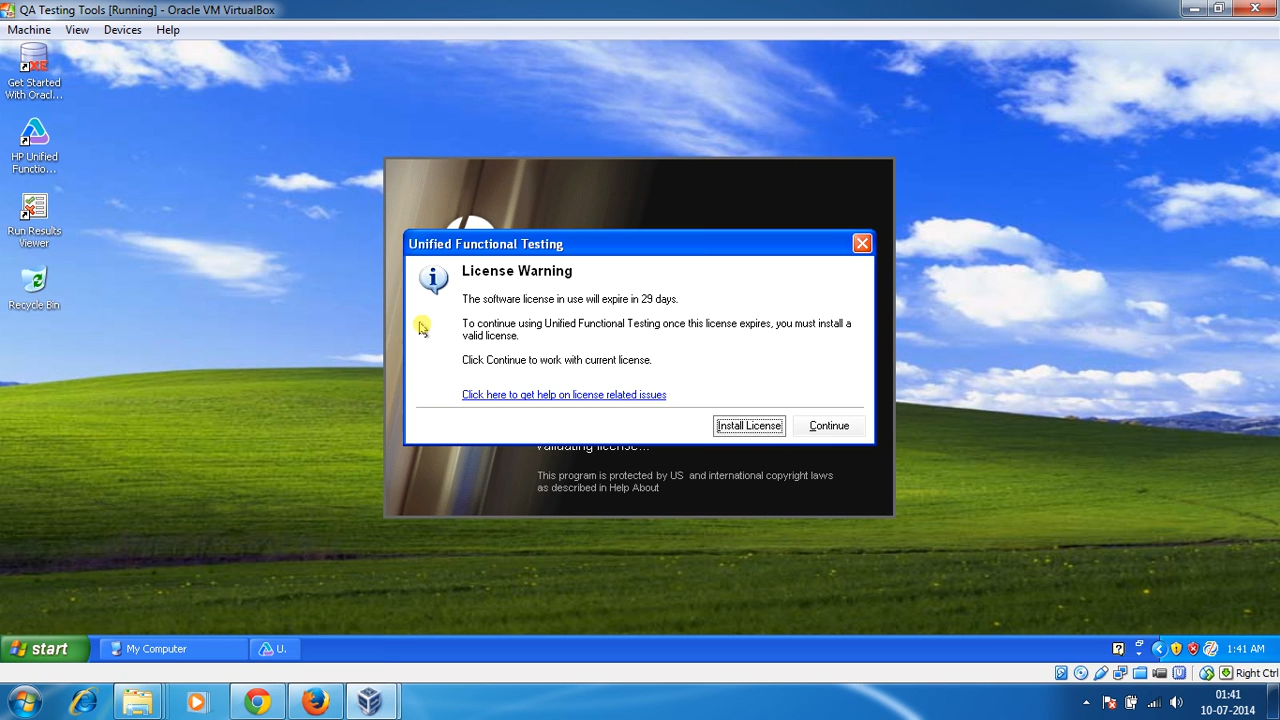 QA Testing Tools [Running] - Oracle VM VirtualBox
Machine View Devices Help
Get Started
With Oracl...
HP Unified
Functio...
Run Results
Viewer
Recycle Bin
Unified Functional Testing
License Warning
The software license in use will expire in 29 days.
To continue using Unified Functional Testing once this license expires, you must install a
valid license.
Click Continue to work with current license.
Click here to get help on license related issues
Install License Continue
Validating license...
This program is protected by US and international copyright laws
as described in Help About
start My Computer U. 1:41 AM
Right Ctrl
01:41
10-07-2014